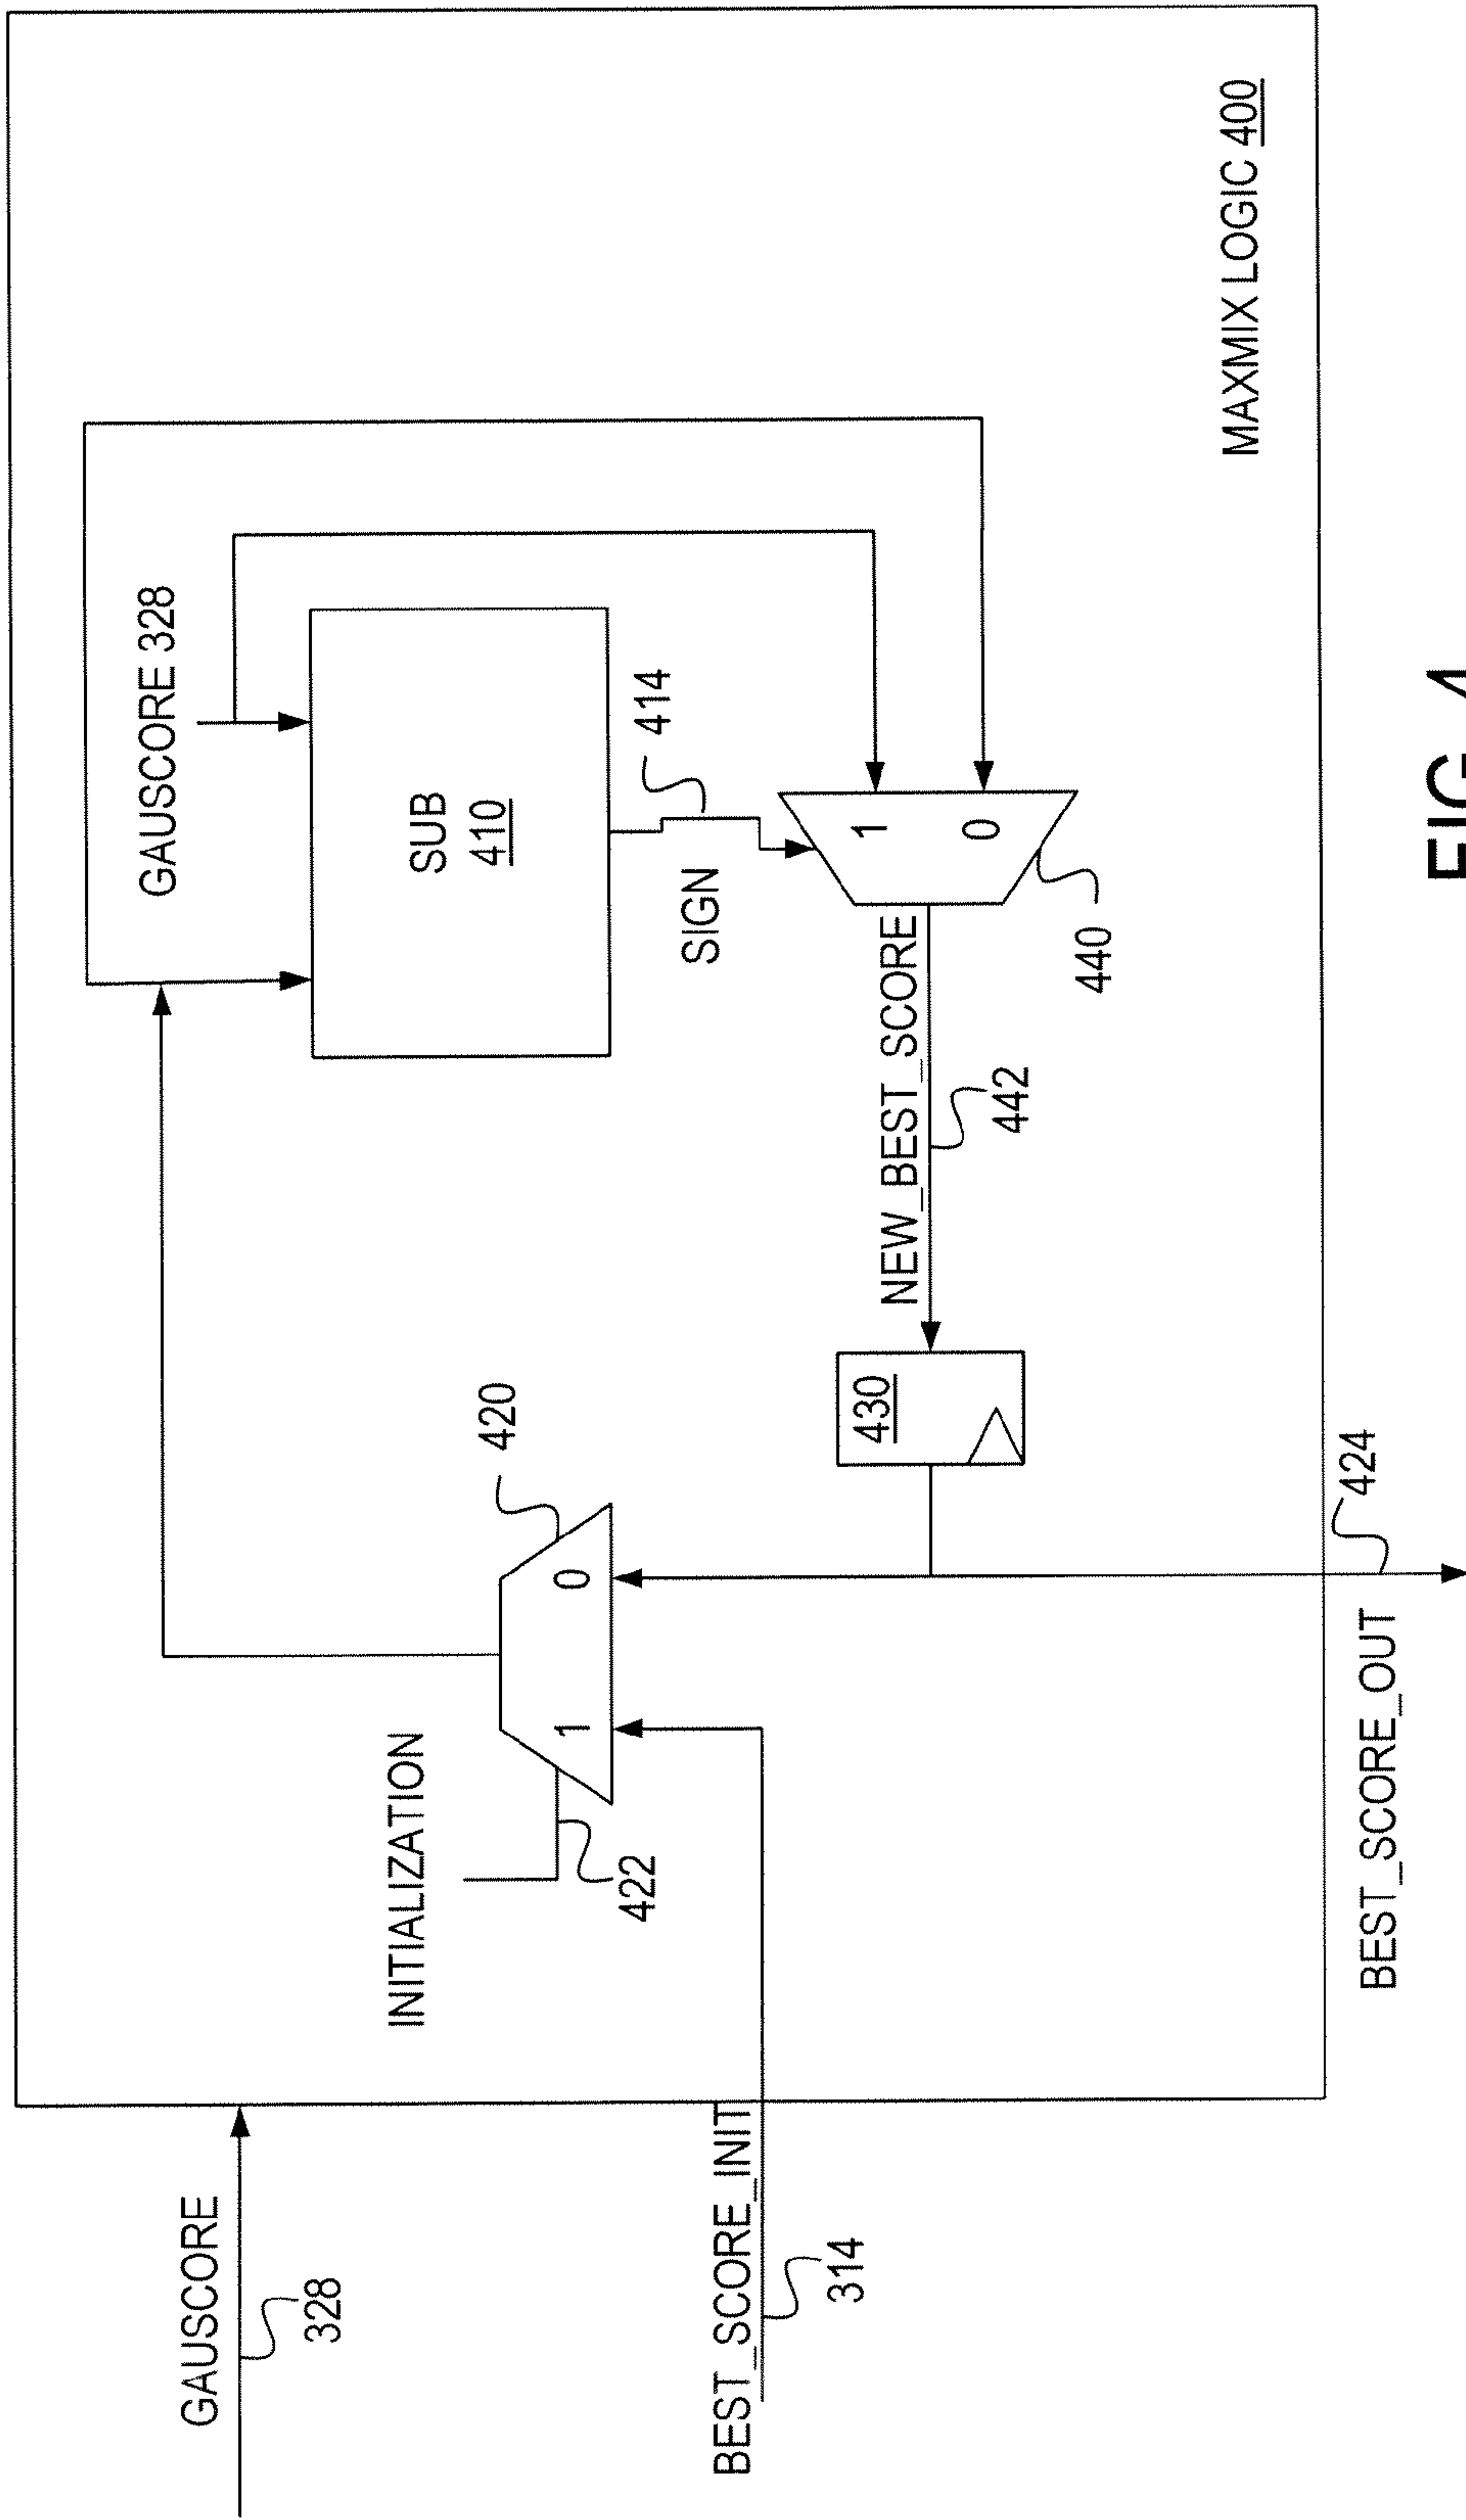 GAUSCORE
328
BEST_SCORE_INIT
314
INITIALIZATION
422
1
0
420
GAUSCORE 328
SUB
410
SIGN
414
1
0
440
NEW_BEST_SCORE
442
430
BEST_SCORE_OUT
424
MAXMIX LOGIC 400